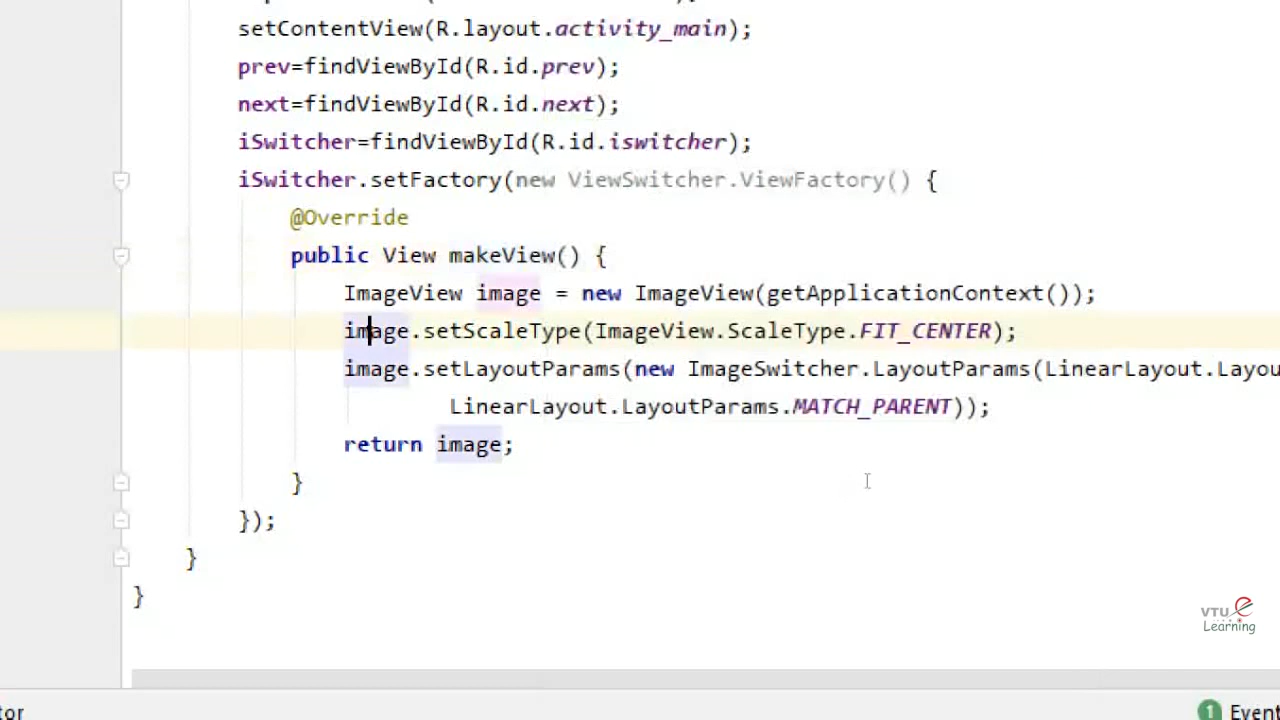 setContentView(R.layout.activity_main);
prev=findViewById(R.id.prev);
next=findViewById(R.id.next);
iSwitcher=findViewById(R.id.iswitcher);
iSwitcher.setFactory(new ViewSwitcher.ViewFactory() {
@Override
public View makeView() {
ImageView image = new ImageView(getApplicationContext());
image.setScaleType(ImageView.ScaleType.FIT_CENTER);
image.setLayoutParams(new ImageSwitcher.LayoutParams(LinearLayout.Layou
LinearLayout.LayoutParams.MATCH_PARENT));
return image;
}
});
}
}
VTU e
Learning
tor
1 Event